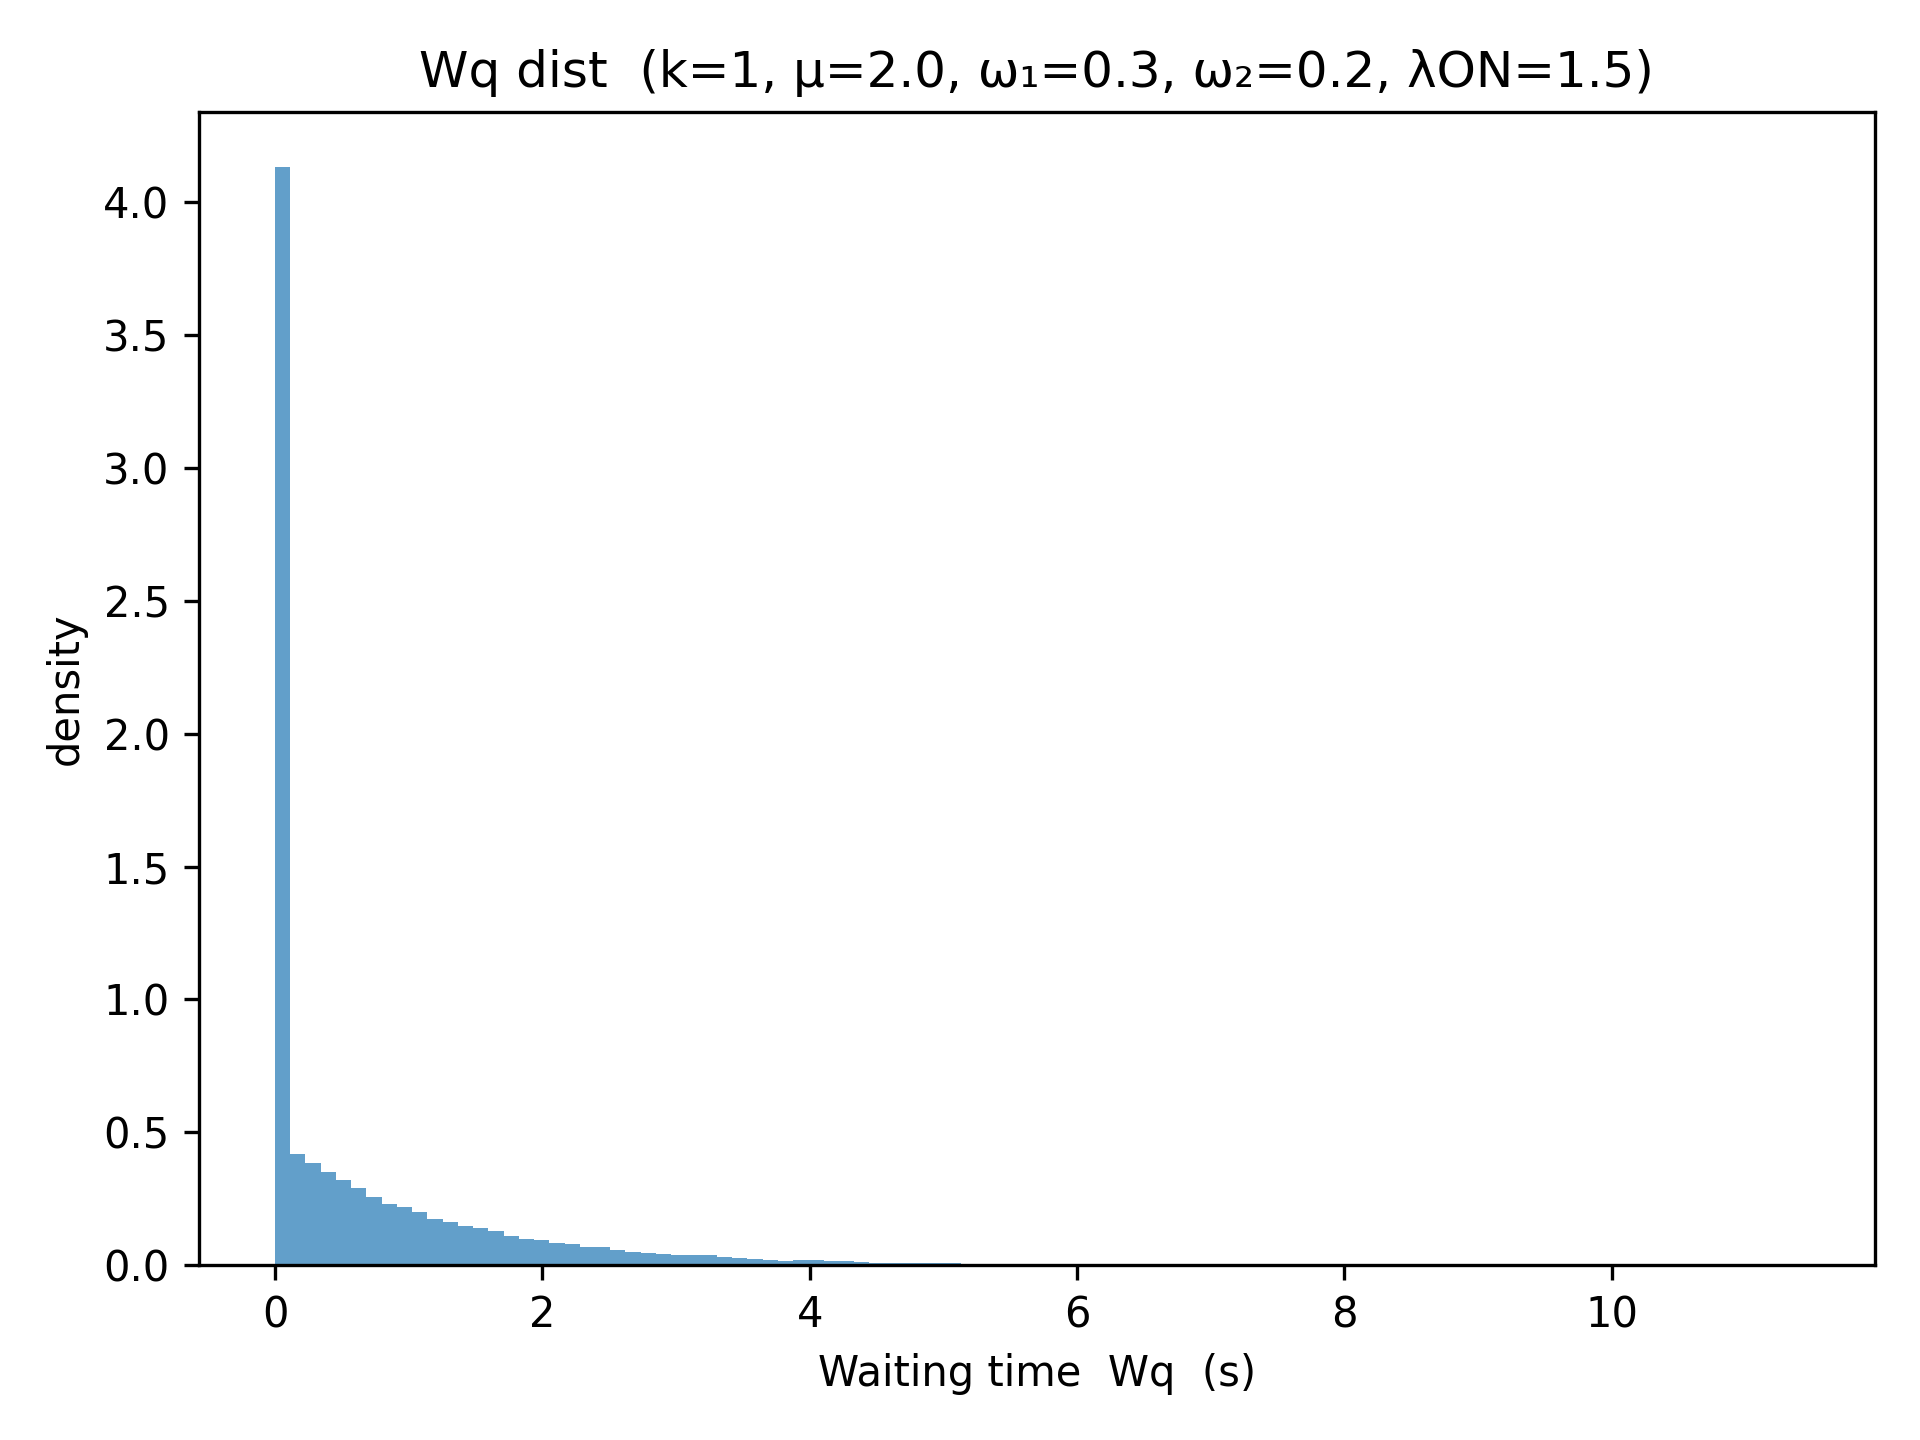 Wq dist  (k=1, μ=2.0, ω₁=0.3, ω₂=0.2, λON=1.5)
density
4.0
3.5
3.0
2.5
2.0
1.5
1.0
0.5
0.0
0 2 4 6 8 10
Waiting time  Wq  (s)